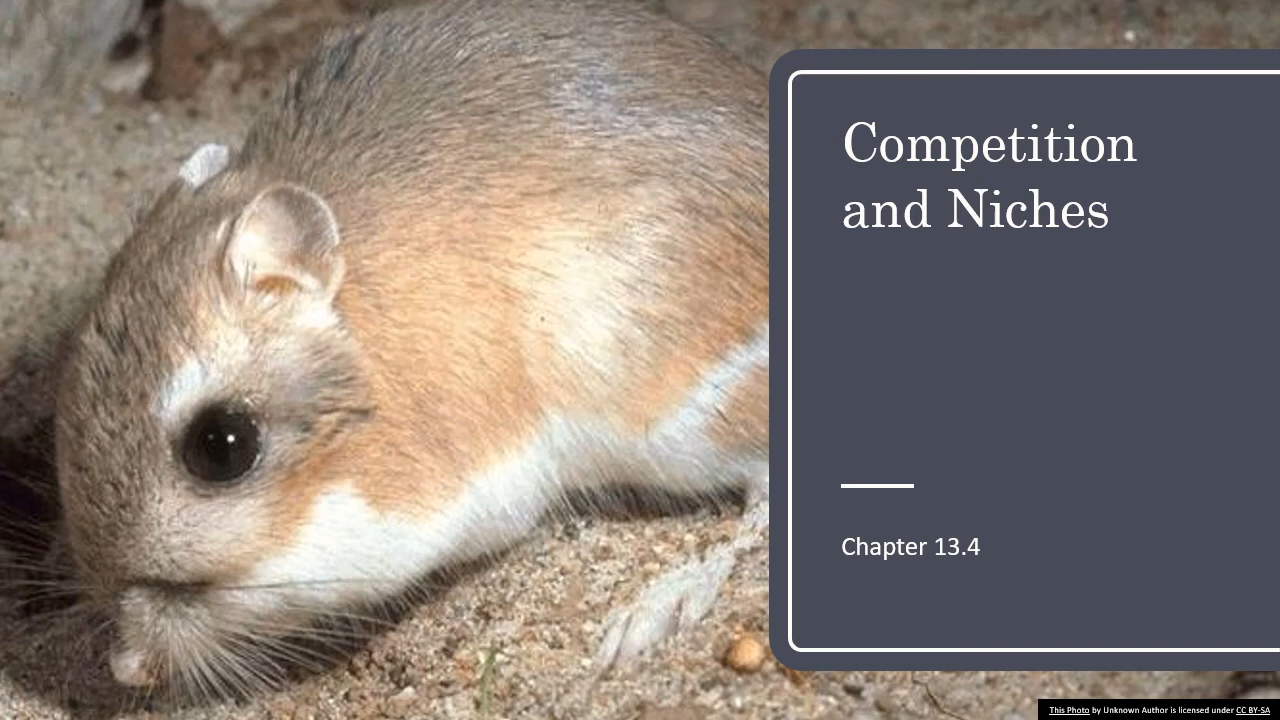 Competition
and Niches
Chapter 13.4
This Photo by Unknown Author is licensed under CC BY-SA